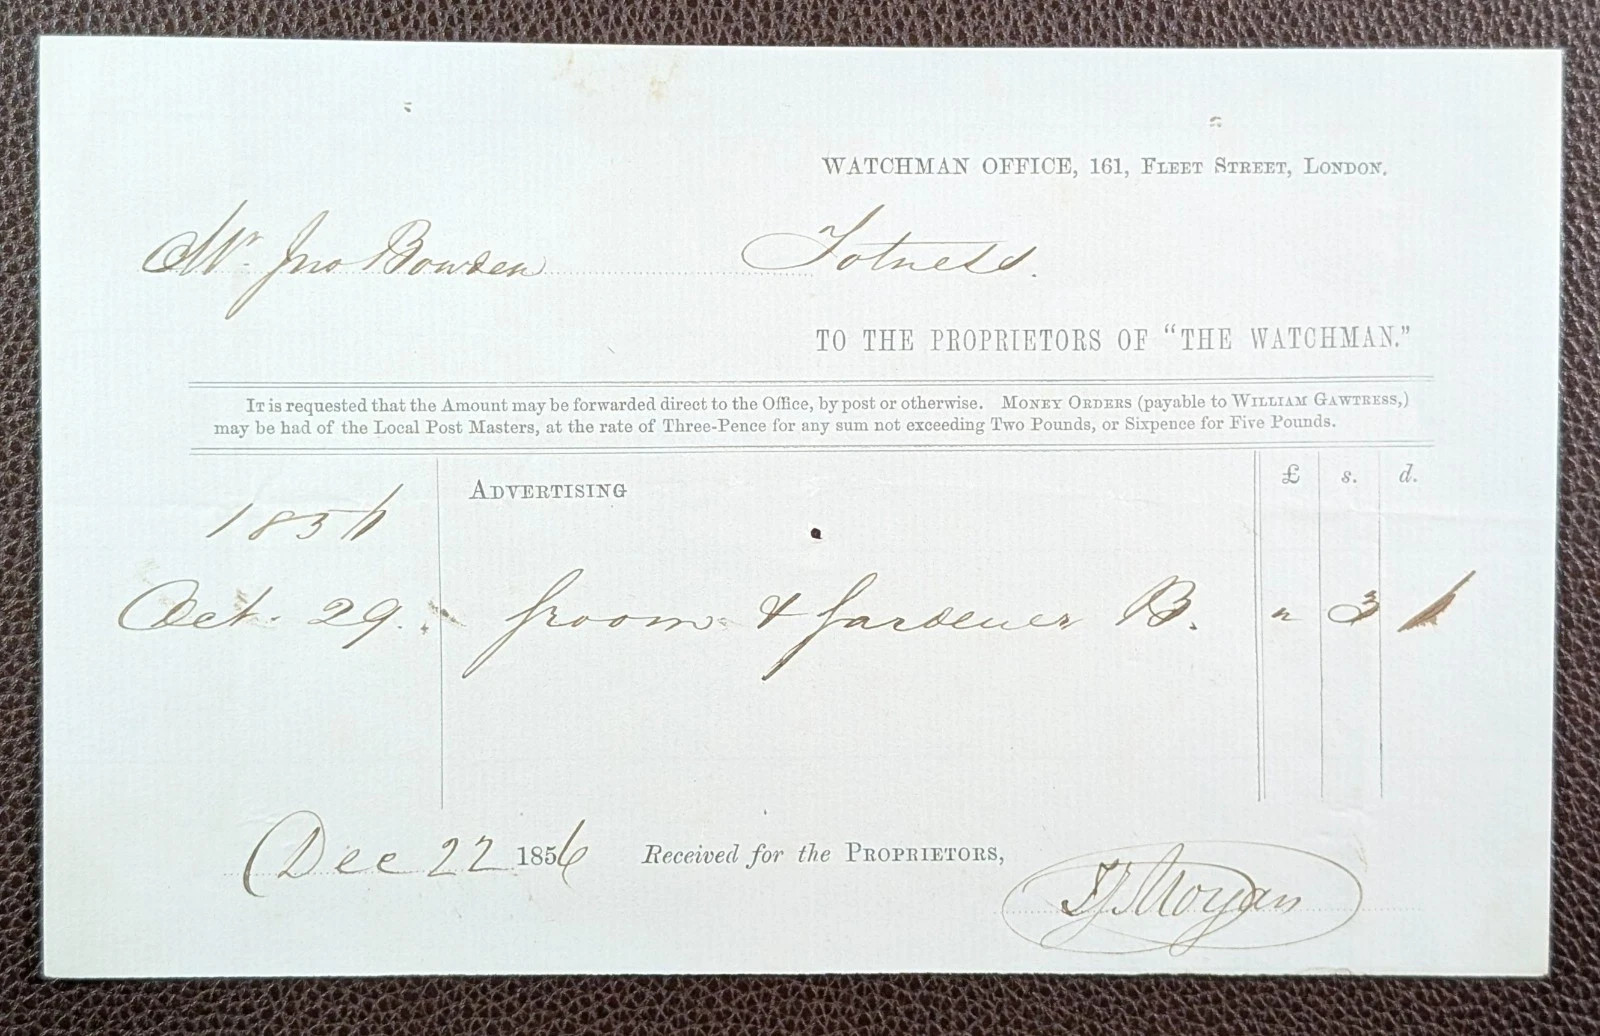 WATCHMAN OFFICE, 161, FLEET STREET, LONDON.
Mr. Jno Bowden Totness.
TO THE PROPRIETORS OF "THE WATCHMAN."
IT is requested that the Amount may be forwarded direct to the Office, by post or otherwise. MONEY ORDERS (payable to WILLIAM GAWTRESS,)
may be had of the Local Post Masters, at the rate of Three-Pence for any sum not exceeding Two Pounds, or Sixpence for Five Pounds.
£ s. d.
ADVERTISING
1856
Oct. 29. Groom & Gardener B. " 3
Dec 22 1856 Received for the PROPRIETORS,
Morgan